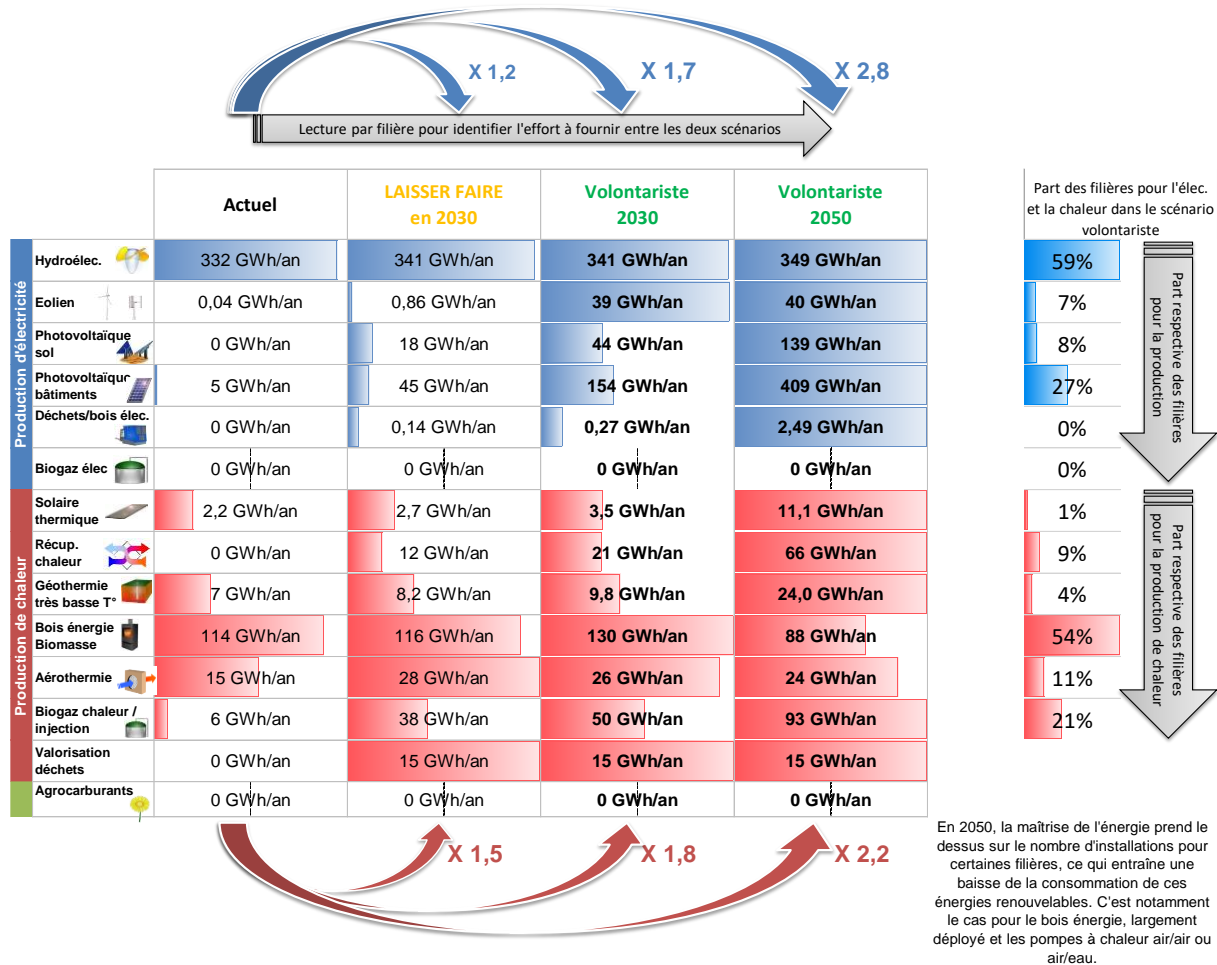 X 1,2
X 1,7
X 2,8
Lecture par filière pour identifier l'effort à fournir entre les deux scénarios
Actuel
LAISSER FAIRE
en 2030
Volontariste
2030
Volontariste
2050
Part des filières pour l'élec.
et la chaleur dans le scénario
volontariste
Production d'électricité
Hydroélec.
332 GWh/an
341 GWh/an
341 GWh/an
349 GWh/an
59%
Eolien
0,04 GWh/an
0,86 GWh/an
39 GWh/an
40 GWh/an
7%
Photovoltaïque
sol
0 GWh/an
18 GWh/an
44 GWh/an
139 GWh/an
8%
Photovoltaïque
bâtiments
5 GWh/an
45 GWh/an
154 GWh/an
409 GWh/an
27%
Déchets/bois élec.
0 GWh/an
0,14 GWh/an
0,27 GWh/an
2,49 GWh/an
0%
Biogaz élec
0 GWh/an
0 GWh/an
0 GWh/an
0 GWh/an
0%
Part respective des filières
pour la production
Production de chaleur
Solaire
thermique
2,2 GWh/an
2,7 GWh/an
3,5 GWh/an
11,1 GWh/an
1%
Récup.
chaleur
0 GWh/an
12 GWh/an
21 GWh/an
66 GWh/an
9%
Géothermie
très basse T°
7 GWh/an
8,2 GWh/an
9,8 GWh/an
24,0 GWh/an
4%
Bois énergie
Biomasse
114 GWh/an
116 GWh/an
130 GWh/an
88 GWh/an
54%
Aérothermie
15 GWh/an
28 GWh/an
26 GWh/an
24 GWh/an
11%
Biogaz chaleur /
injection
6 GWh/an
38 GWh/an
50 GWh/an
93 GWh/an
21%
Valorisation
déchets
0 GWh/an
15 GWh/an
15 GWh/an
15 GWh/an
Part respective des filières
pour la production de chaleur
Agrocarburants
0 GWh/an
0 GWh/an
0 GWh/an
0 GWh/an
X 1,5
X 1,8
X 2,2
En 2050, la maîtrise de l'énergie prend le
dessus sur le nombre d'installations pour
certaines filières, ce qui entraîne une
baisse de la consommation de ces
énergies renouvelables. C'est notamment
le cas pour le bois énergie, largement
déployé et les pompes à chaleur air/air ou
air/eau.